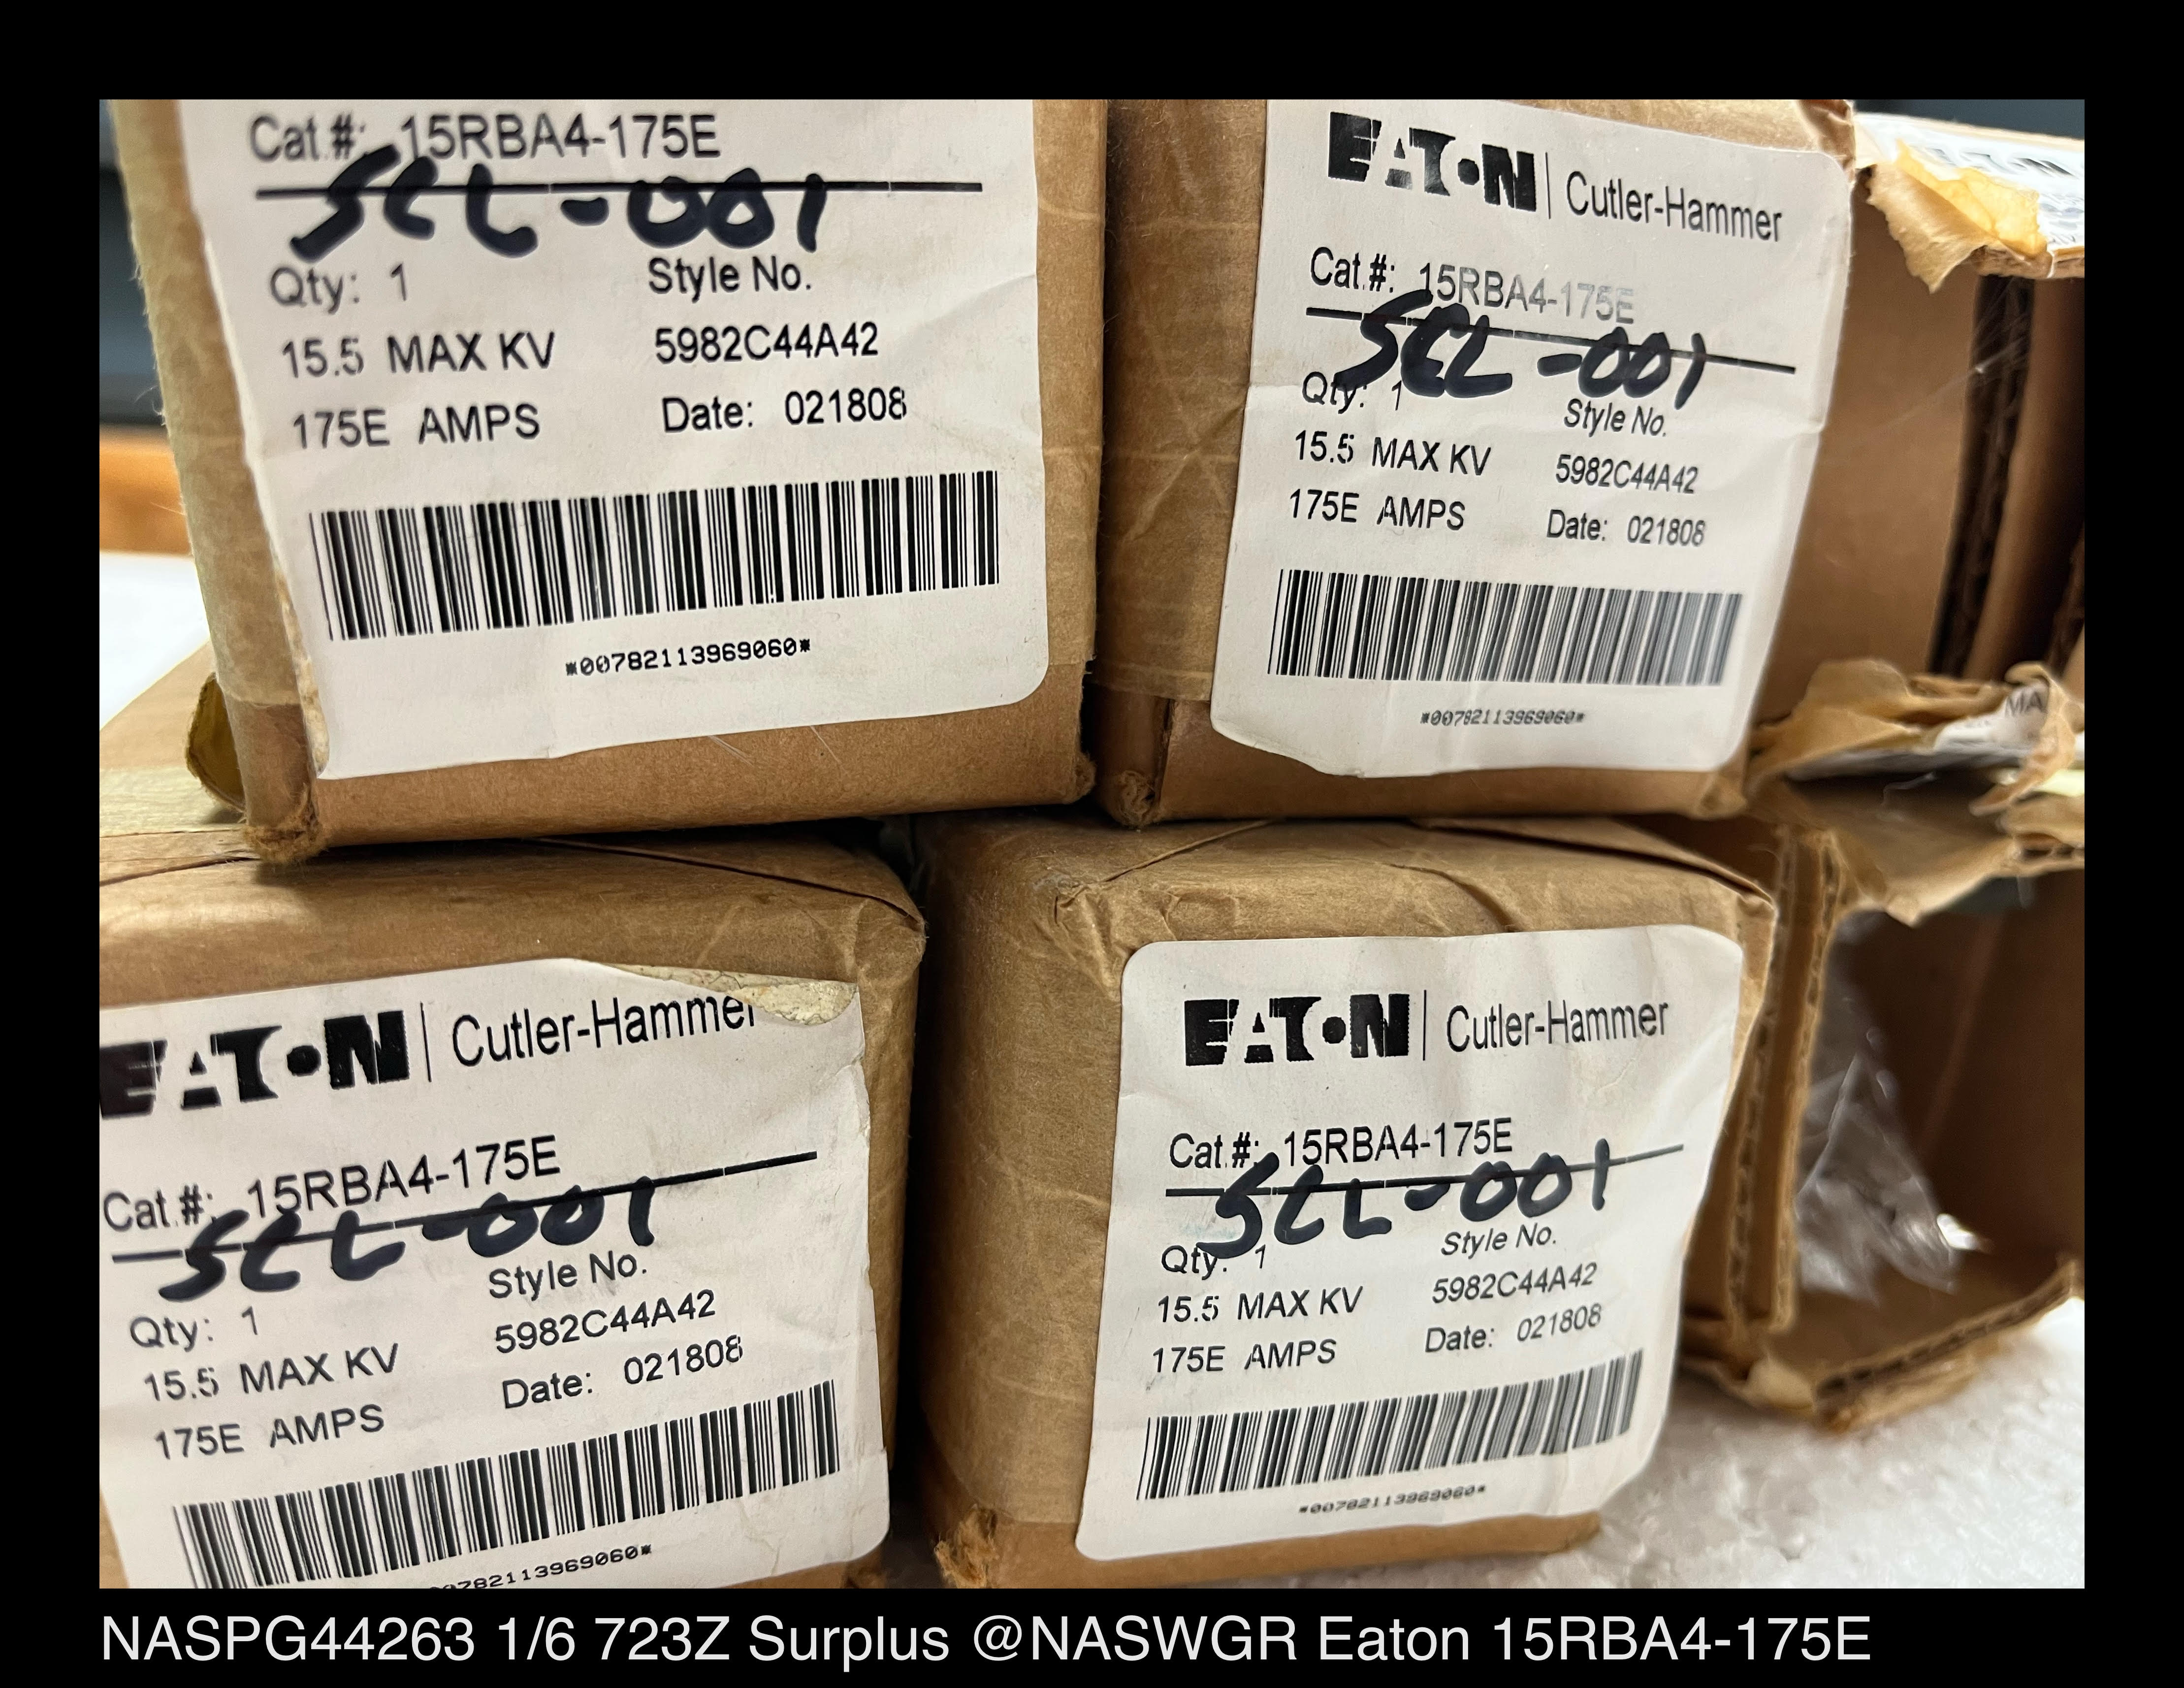 Cat.#: 15RBA4-175E
SCL-001
Qty: 1
Style No.
15.5 MAX KV
5982C44A42
175E AMPS
Date: 021808
*00782113969060*
EATON | Cutler-Hammer
Cat.#: 15RBA4-175E
SCL-001
Qty: 1
Style No.
15.5 MAX KV
5982C44A42
175E AMPS
Date: 021808
*00782113969060*
MA
EATON | Cutler-Hammer
Cat.#: 15RBA4-175E
SCL-001
Style No.
Qty: 1
5982C44A42
15.5 MAX KV
Date: 021808
175E AMPS
0782113969060*
EATON | Cutler-Hammer
Cat.#: 15RBA4-175E
SCL-001
Qty: 1
Style No.
15.5 MAX KV
5982C44A42
175E AMPS
Date: 021808
*00782113969060*
NASPG44263 1/6 723Z Surplus @NASWGR Eaton 15RBA4-175E